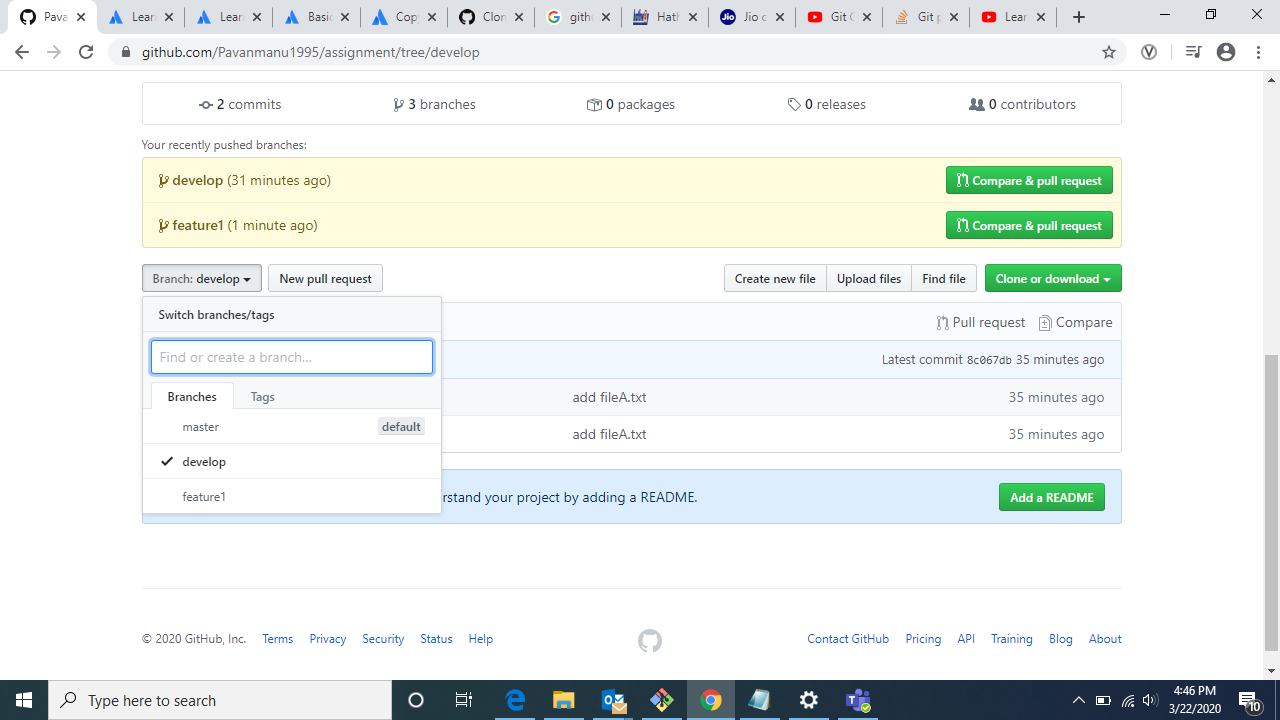 Pava
Learn
Learn
Basic
Cop
Clon
githu
Hath
Jio c
Git C
Git p
Lear
github.com/Pavanmanu1995/assignment/tree/develop
2 commits 3 branches 0 packages 0 releases 0 contributors
Your recently pushed branches:
develop (31 minutes ago) Compare & pull request
feature1 (1 minute ago) Compare & pull request
Branch: develop New pull request Create new file Upload files Find file Clone or download
Switch branches/tags
Pull request Compare
Find or create a branch...
Latest commit 8c067db 35 minutes ago
Branches Tags
add fileA.txt 35 minutes ago
master default
add fileA.txt 35 minutes ago
develop
feature1
rstand your project by adding a README. Add a README
© 2020 GitHub, Inc. Terms Privacy Security Status Help Contact GitHub Pricing API Training Blog About
Type here to search
4:46 PM
3/22/2020
10